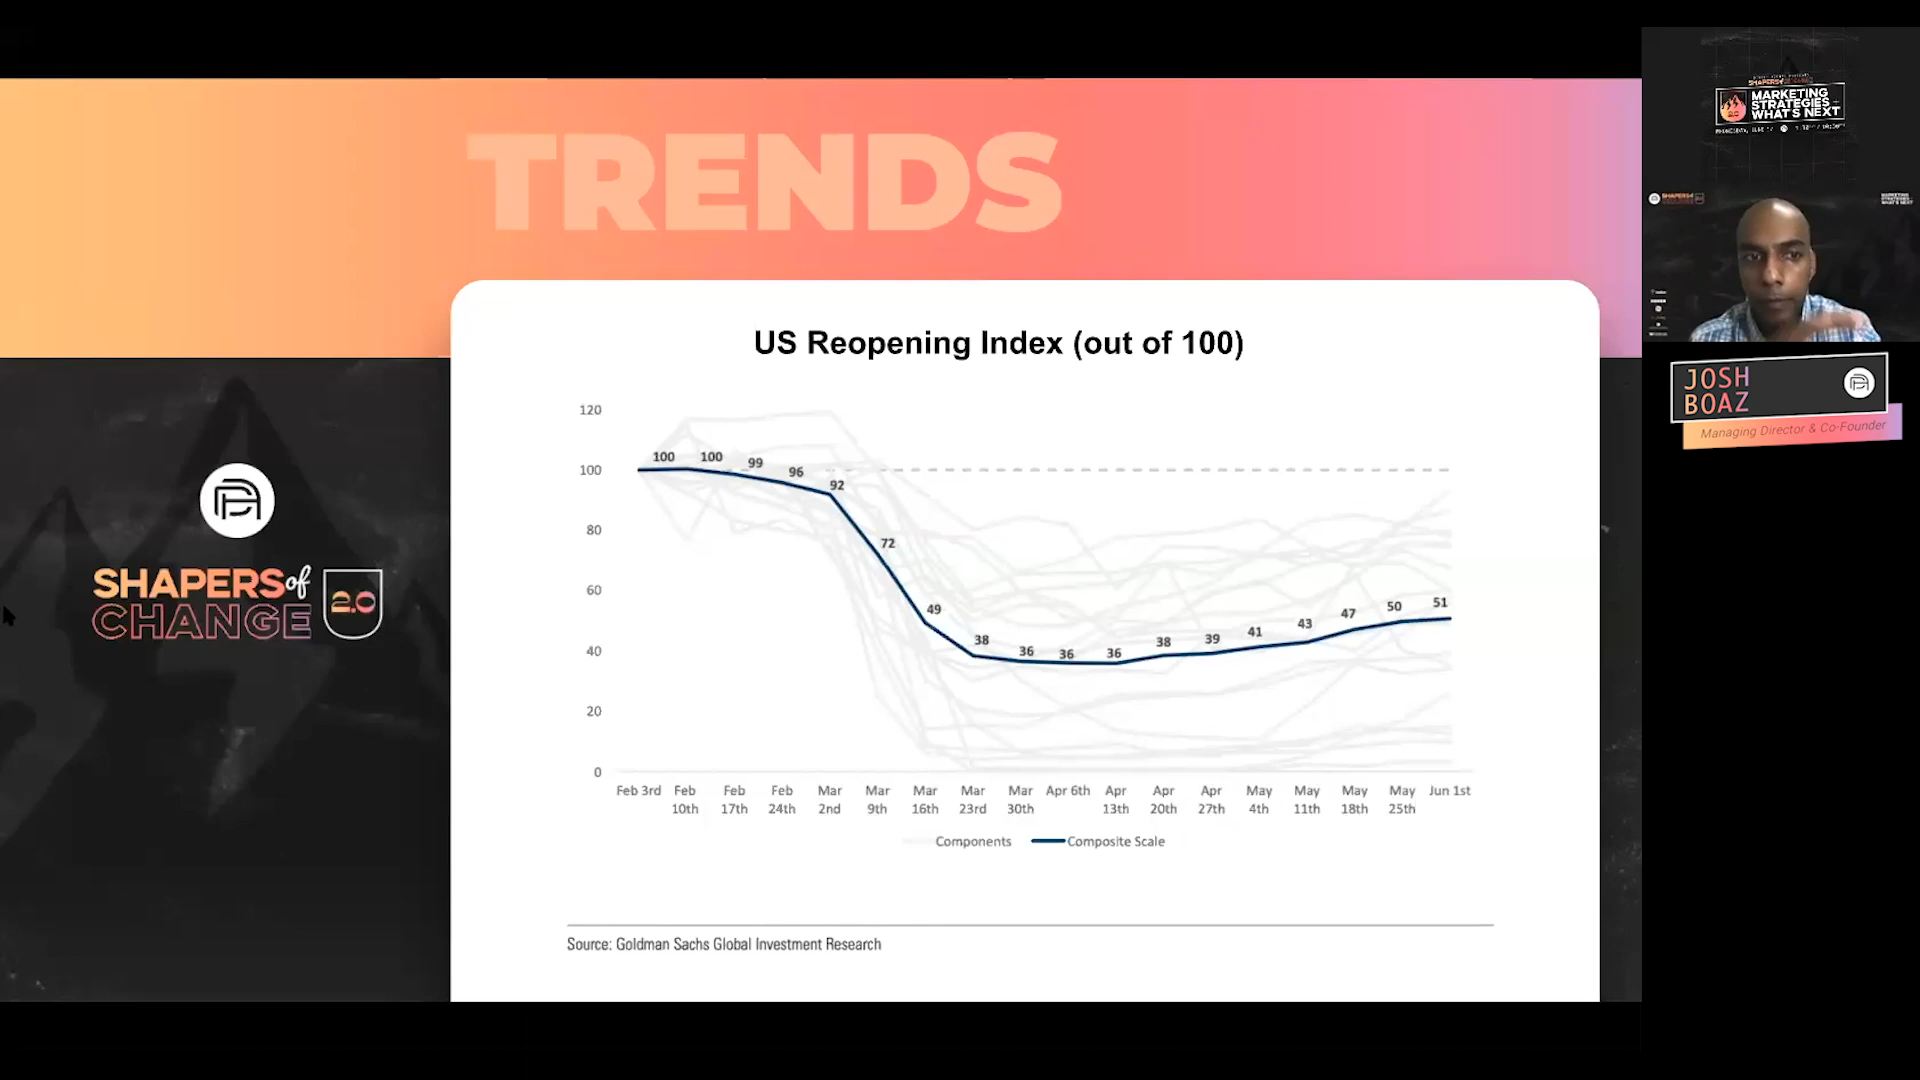 TRENDS
US Reopening Index (out of 100)
120
100
80
60
40
20
0
100 100 99 96 92 72 49 38 36 36 36 38 39 41 43 47 50 51
Feb 3rd Feb 10th Feb 17th Feb 24th Mar 2nd Mar 9th Mar 16th Mar 23rd Mar 30th Apr 6th Apr 13th Apr 20th Apr 27th May 4th May 11th May 18th May 25th Jun 1st
Components Composite Scale
Source: Goldman Sachs Global Investment Research
SHAPERS of
CHANGE
2.0
MARKETING
STRATEGIES
WHAT'S NEXT
JOSH
BOAZ
Managing Director & Co-Founder